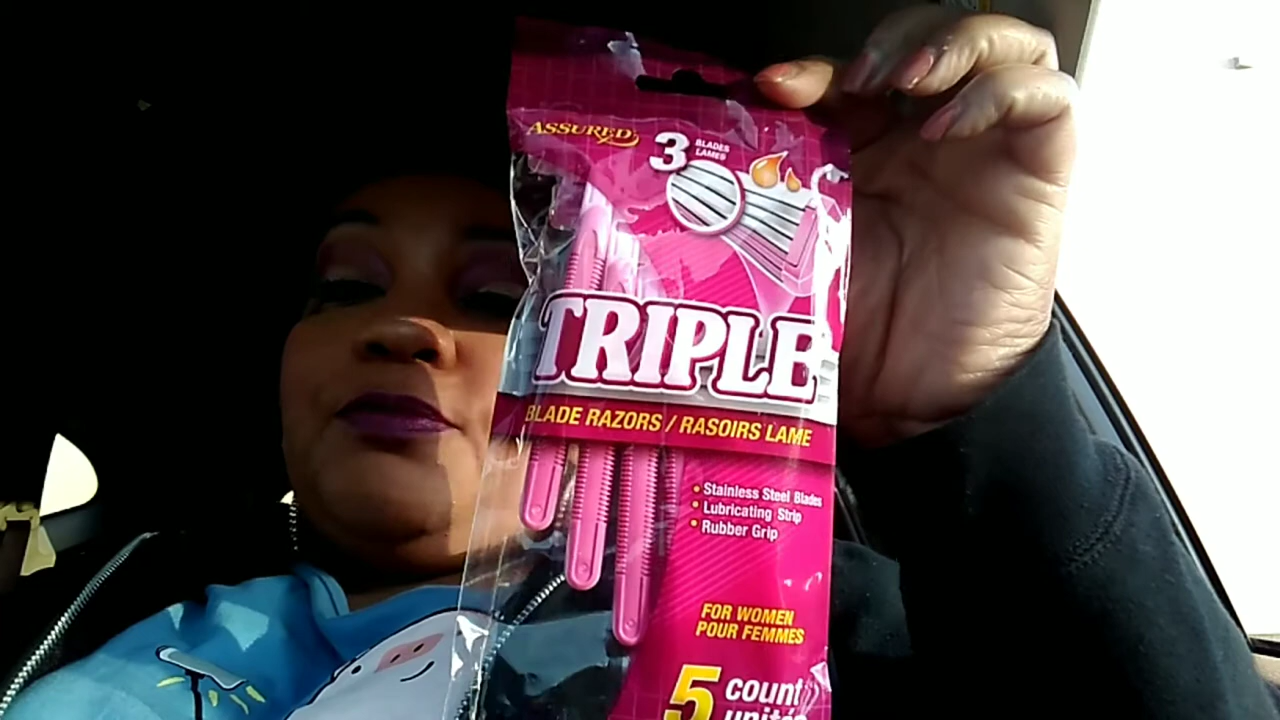 ASSURED
3 BLADES
LAMES
TRIPLE
BLADE RAZORS / RASOIRS LAME
• Stainless Steel Blades
• Lubricating Strip
• Rubber Grip
FOR WOMEN
POUR FEMMES
5 count
unités